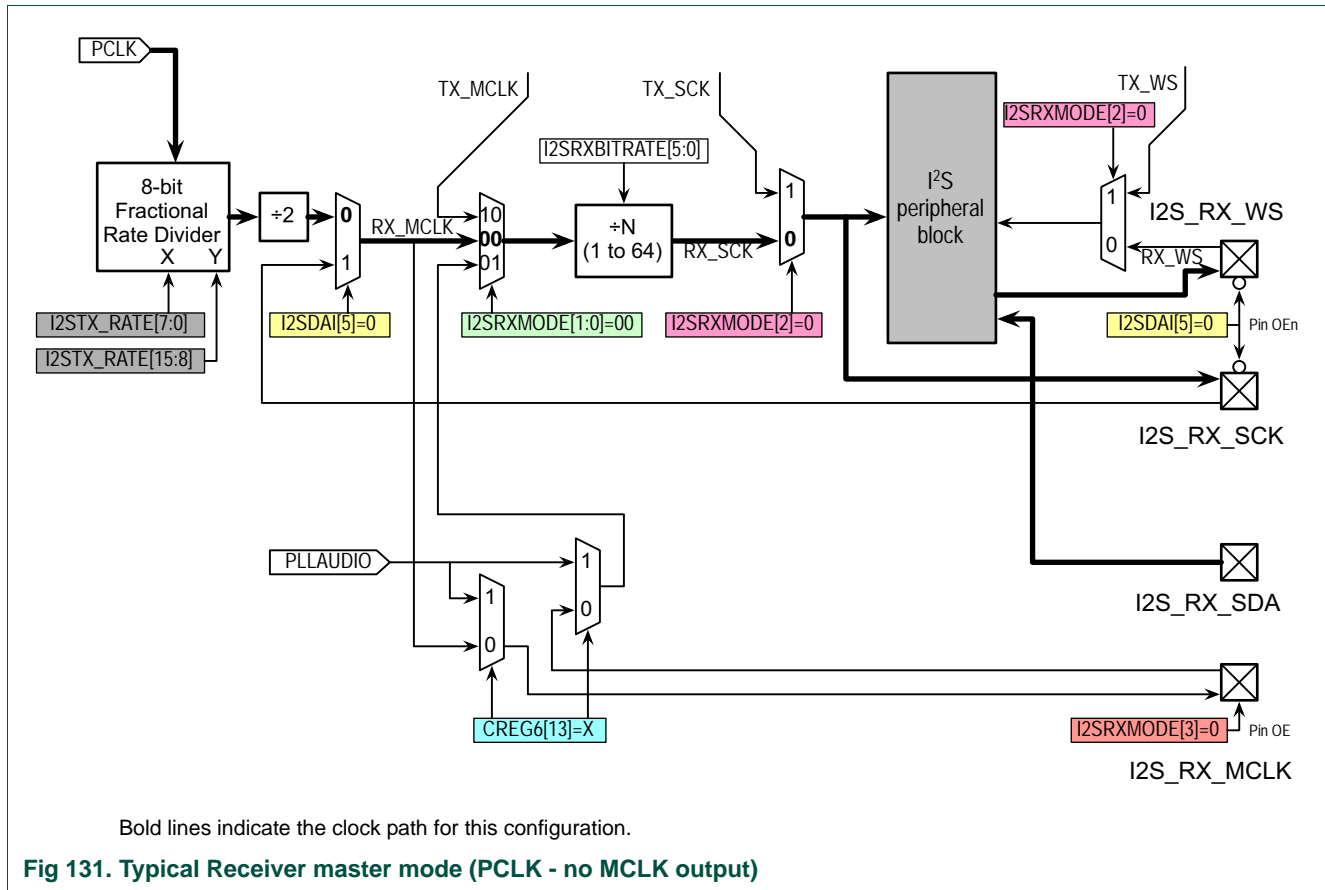 PCLK
TX_MCLK
TX_SCK
TX_WS
I2SRXMODE[2]=0
I2SRXBITRATE[5:0]
8-bit
Fractional
Rate Divider
X Y
÷2
0
1
RX_MCLK
10
00
01
÷N
(1 to 64)
RX_SCK
1
0
I²S
peripheral
block
1
0
I2S_RX_WS
RX_WS
I2STX_RATE[7:0]
I2STX_RATE[15:8]
I2SDAI[5]=0
I2SRXMODE[1:0]=00
I2SRXMODE[2]=0
I2SDAI[5]=0
Pin OEn
I2S_RX_SCK
PLLAUDIO
1
0
1
0
I2S_RX_SDA
CREG6[13]=X
I2SRXMODE[3]=0
Pin OE
I2S_RX_MCLK
Bold lines indicate the clock path for this configuration.
Fig 131. Typical Receiver master mode (PCLK - no MCLK output)